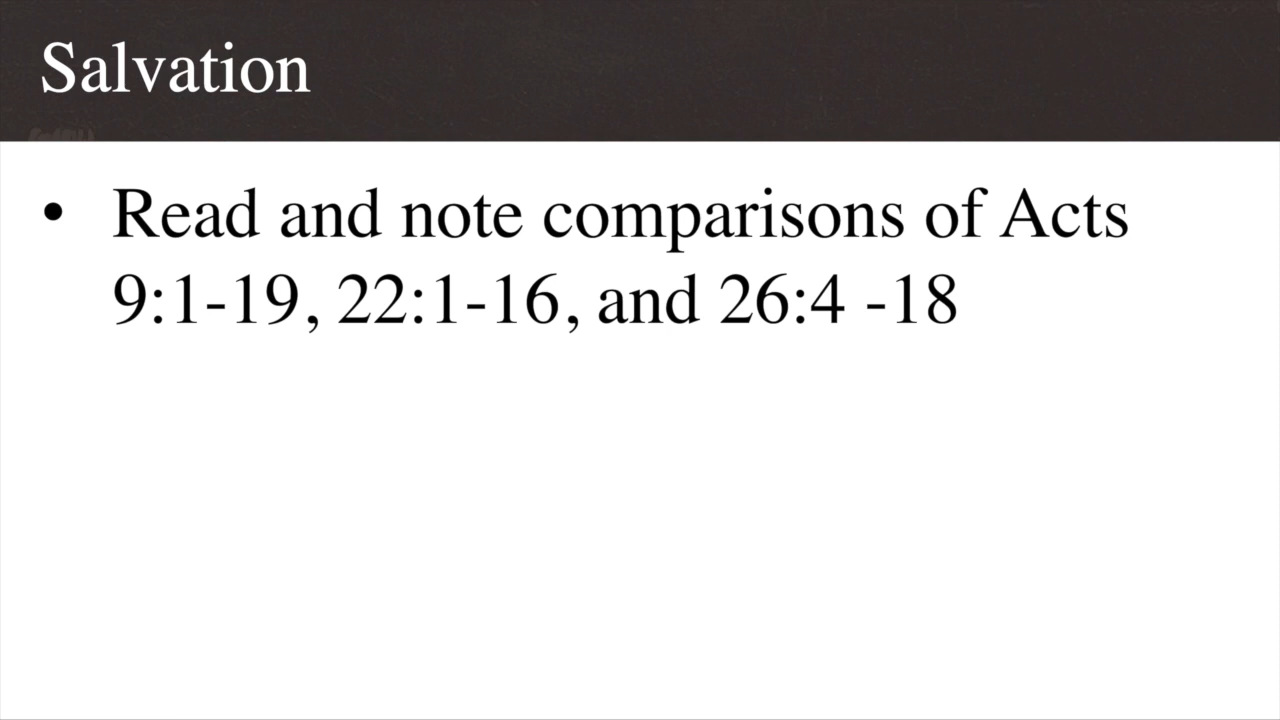 Salvation
• Read and note comparisons of Acts
9:1-19, 22:1-16, and 26:4 -18